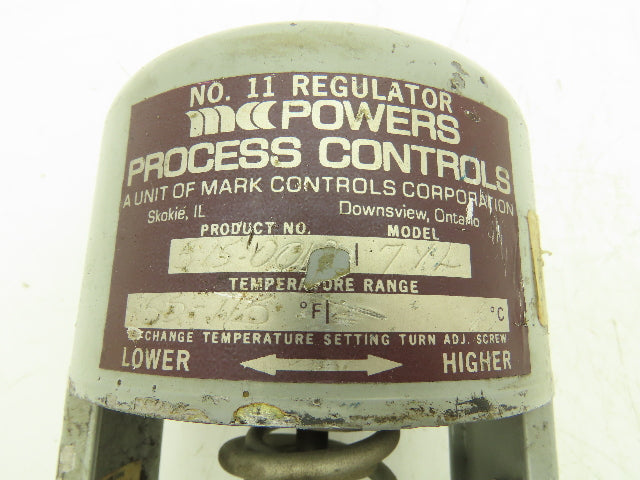 NO. 11 REGULATOR
mcc POWERS
PROCESS CONTROLS
A UNIT OF MARK CONTROLS CORPORATION
Skokie, IL Downsview, Ontario
PRODUCT NO. MODEL
TEMPERATURE RANGE
°F °C
CHANGE TEMPERATURE SETTING TURN ADJ. SCREW
LOWER HIGHER